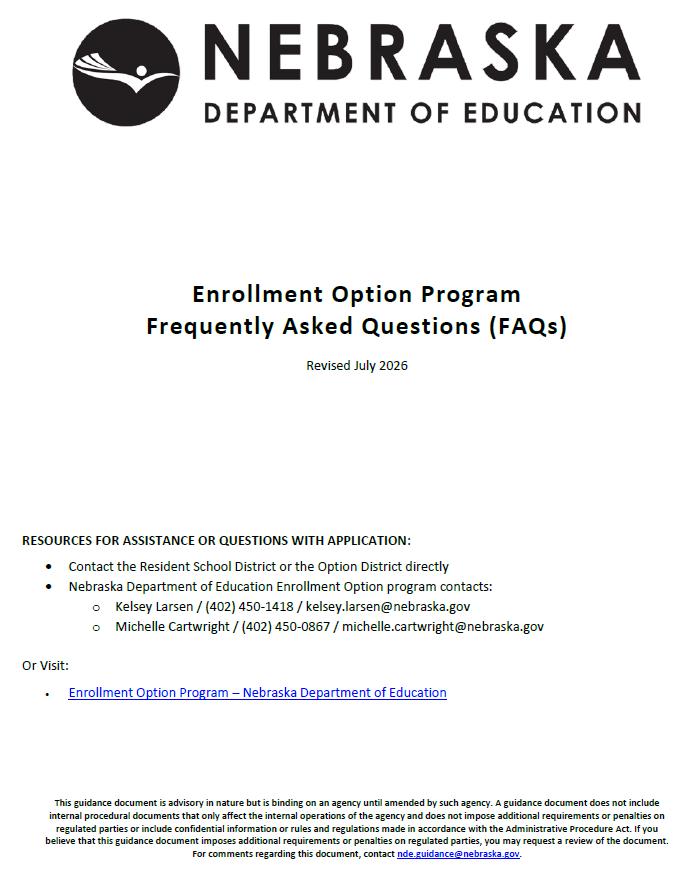 NEBRASKA
DEPARTMENT OF EDUCATION
Enrollment Option Program
Frequently Asked Questions (FAQs)
Revised July 2026
RESOURCES FOR ASSISTANCE OR QUESTIONS WITH APPLICATION:
• Contact the Resident School District or the Option District directly
• Nebraska Department of Education Enrollment Option program contacts:
o Kelsey Larsen / (402) 450-1418 / kelsey.larsen@nebraska.gov
o Michelle Cartwright / (402) 450-0867 / michelle.cartwright@nebraska.gov
Or Visit:
• Enrollment Option Program – Nebraska Department of Education
This guidance document is advisory in nature but is binding on an agency until amended by such agency. A guidance document does not include
internal procedural documents that only affect the internal operations of the agency and does not impose additional requirements or penalties on
regulated parties or include confidential information or rules and regulations made in accordance with the Administrative Procedure Act. If you
believe that this guidance document imposes additional requirements or penalties on regulated parties, you may request a review of the document.
For comments regarding this document, contact nde.guidance@nebraska.gov.